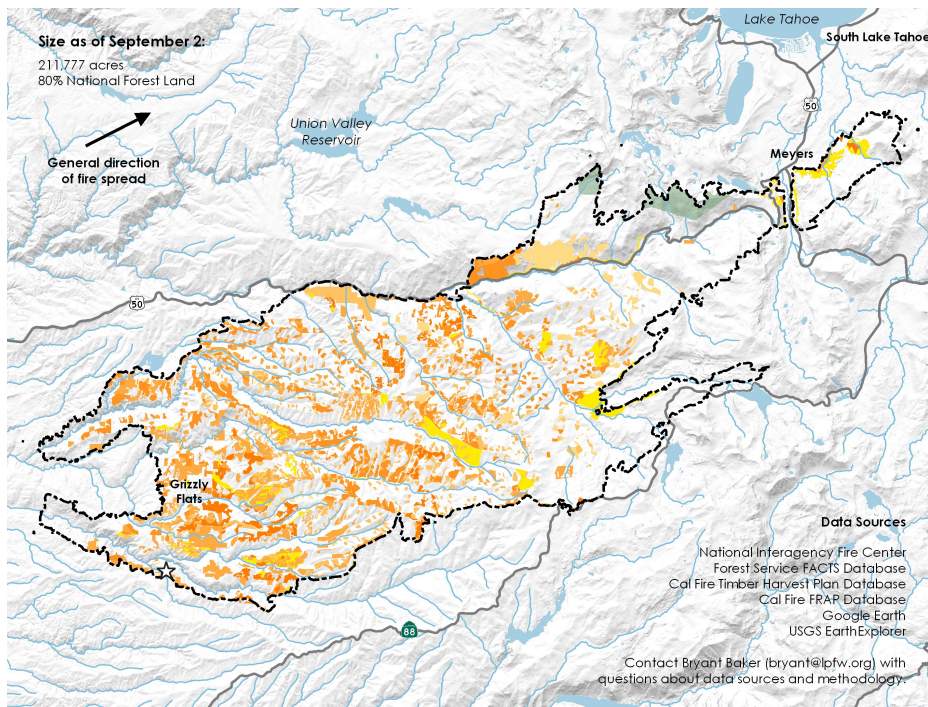 Size as of September 2:
211,777 acres
80% National Forest Land
General direction
of fire spread
Lake Tahoe
South Lake Tahoe
50
Union Valley
Reservoir
Meyers
50
Grizzly
Flats
88
Data Sources
National Interagency Fire Center
Forest Service FACTS Database
Cal Fire Timber Harvest Plan Database
Cal Fire FRAP Database
Google Earth
USGS EarthExplorer
Contact Bryant Baker (bryant@lpfw.org) with
questions about data sources and methodology.